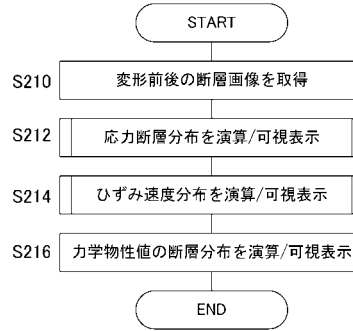 START
S210 変形前後の断層画像を取得
S212 応力断層分布を演算/可視表示
S214 ひずみ速度分布を演算/可視表示
S216 力学物性値の断層分布を演算/可視表示
END